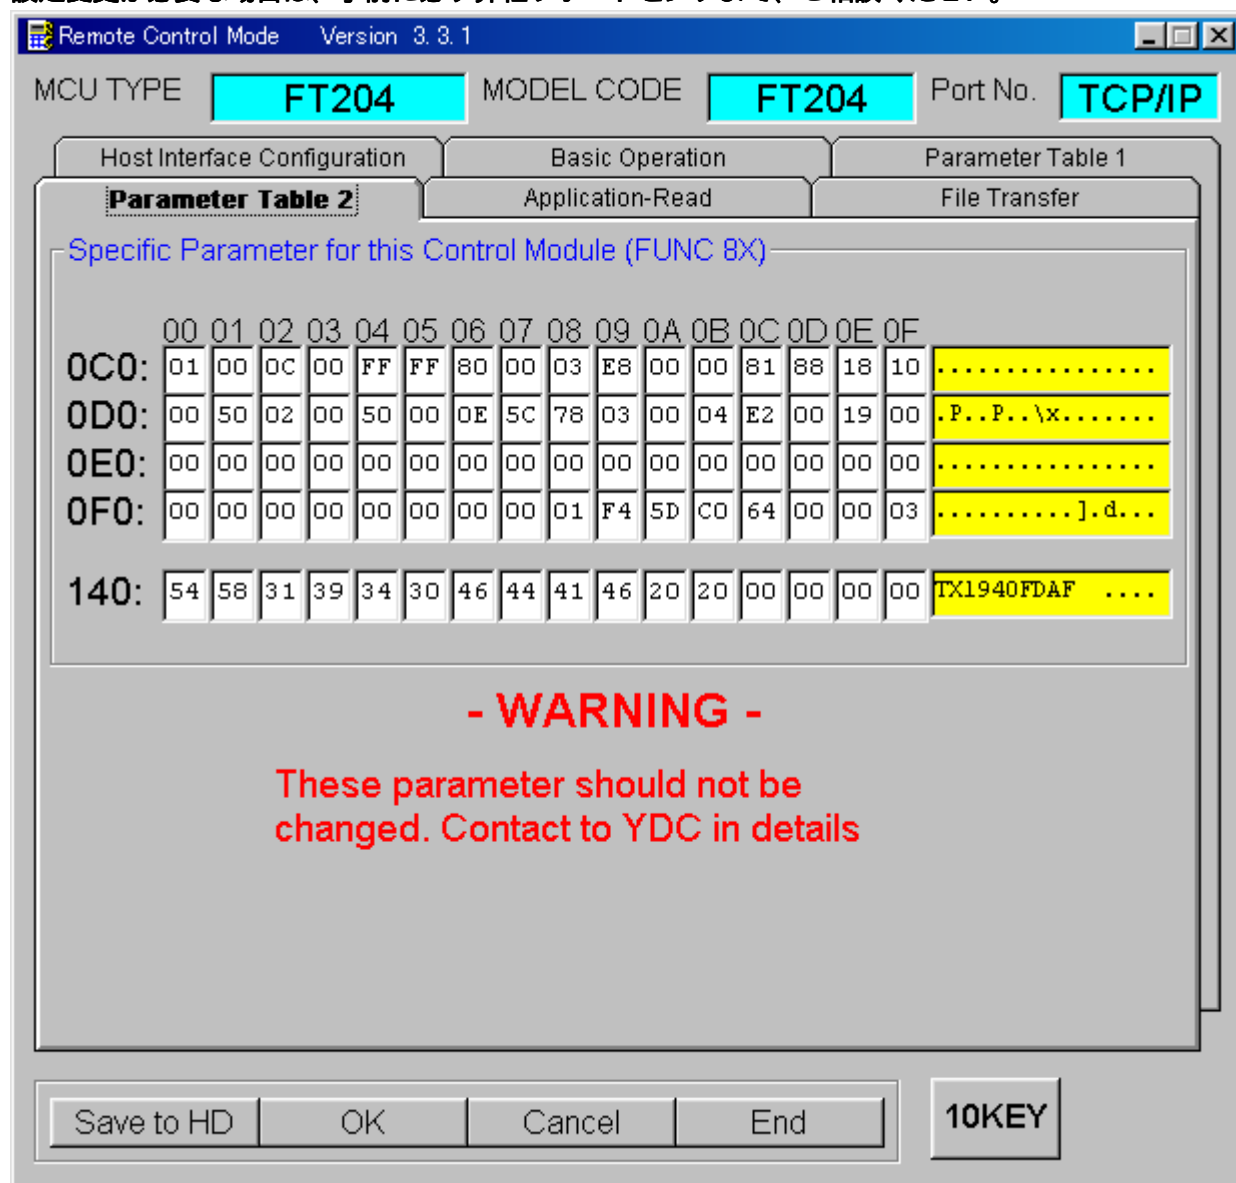 Remote Control Mode Version 3.3.1
MCU TYPE FT204 MODEL CODE FT204 Port No. TCP/IP
Host Interface Configuration Basic Operation Parameter Table 1
Parameter Table 2 Application-Read File Transfer
Specific Parameter for this Control Module (FUNC 8X)
00 01 02 03 04 05 06 07 08 09 0A 0B 0C 0D 0E 0F
0C0: 01 00 0C 00 FF FF 80 00 03 E8 00 00 81 88 18 10 ................
0D0: 00 50 02 00 50 00 0E 5C 78 03 00 04 E2 00 19 00 .P..P..\x.......
0E0: 00 00 00 00 00 00 00 00 00 00 00 00 00 00 00 00 ................
0F0: 00 00 00 00 00 00 00 00 01 F4 5D C0 64 00 00 03 ..........].d...
140: 54 58 31 39 34 30 46 44 41 46 20 20 00 00 00 00 TX1940FDAF ....
- WARNING -
These parameter should not be
changed. Contact to YDC in details
Save to HD OK Cancel End 10KEY